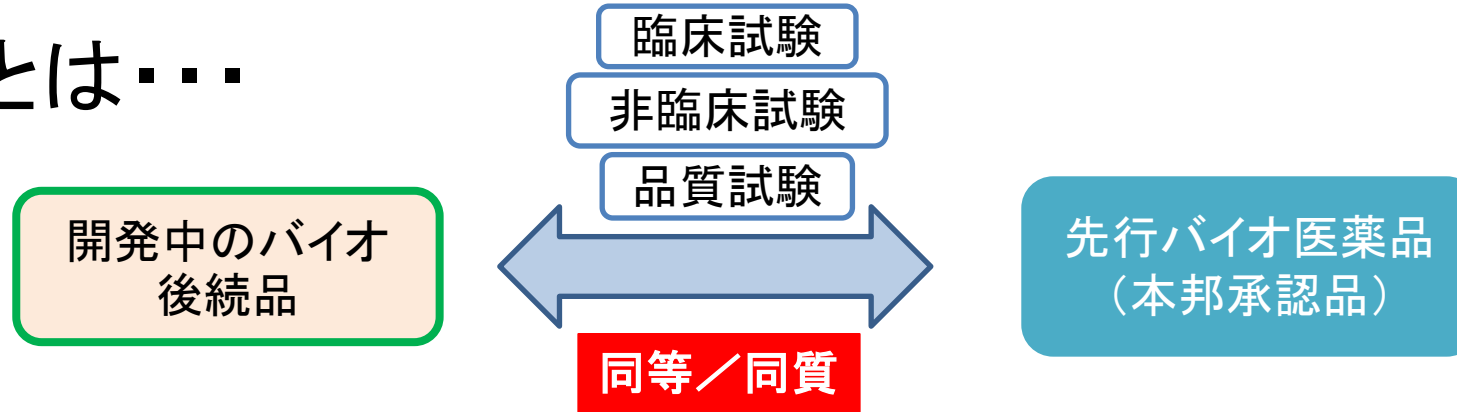 とは・・・
臨床試験
非臨床試験
品質試験
開発中のバイオ
後続品
先行バイオ医薬品
（本邦承認品）
同等／同質